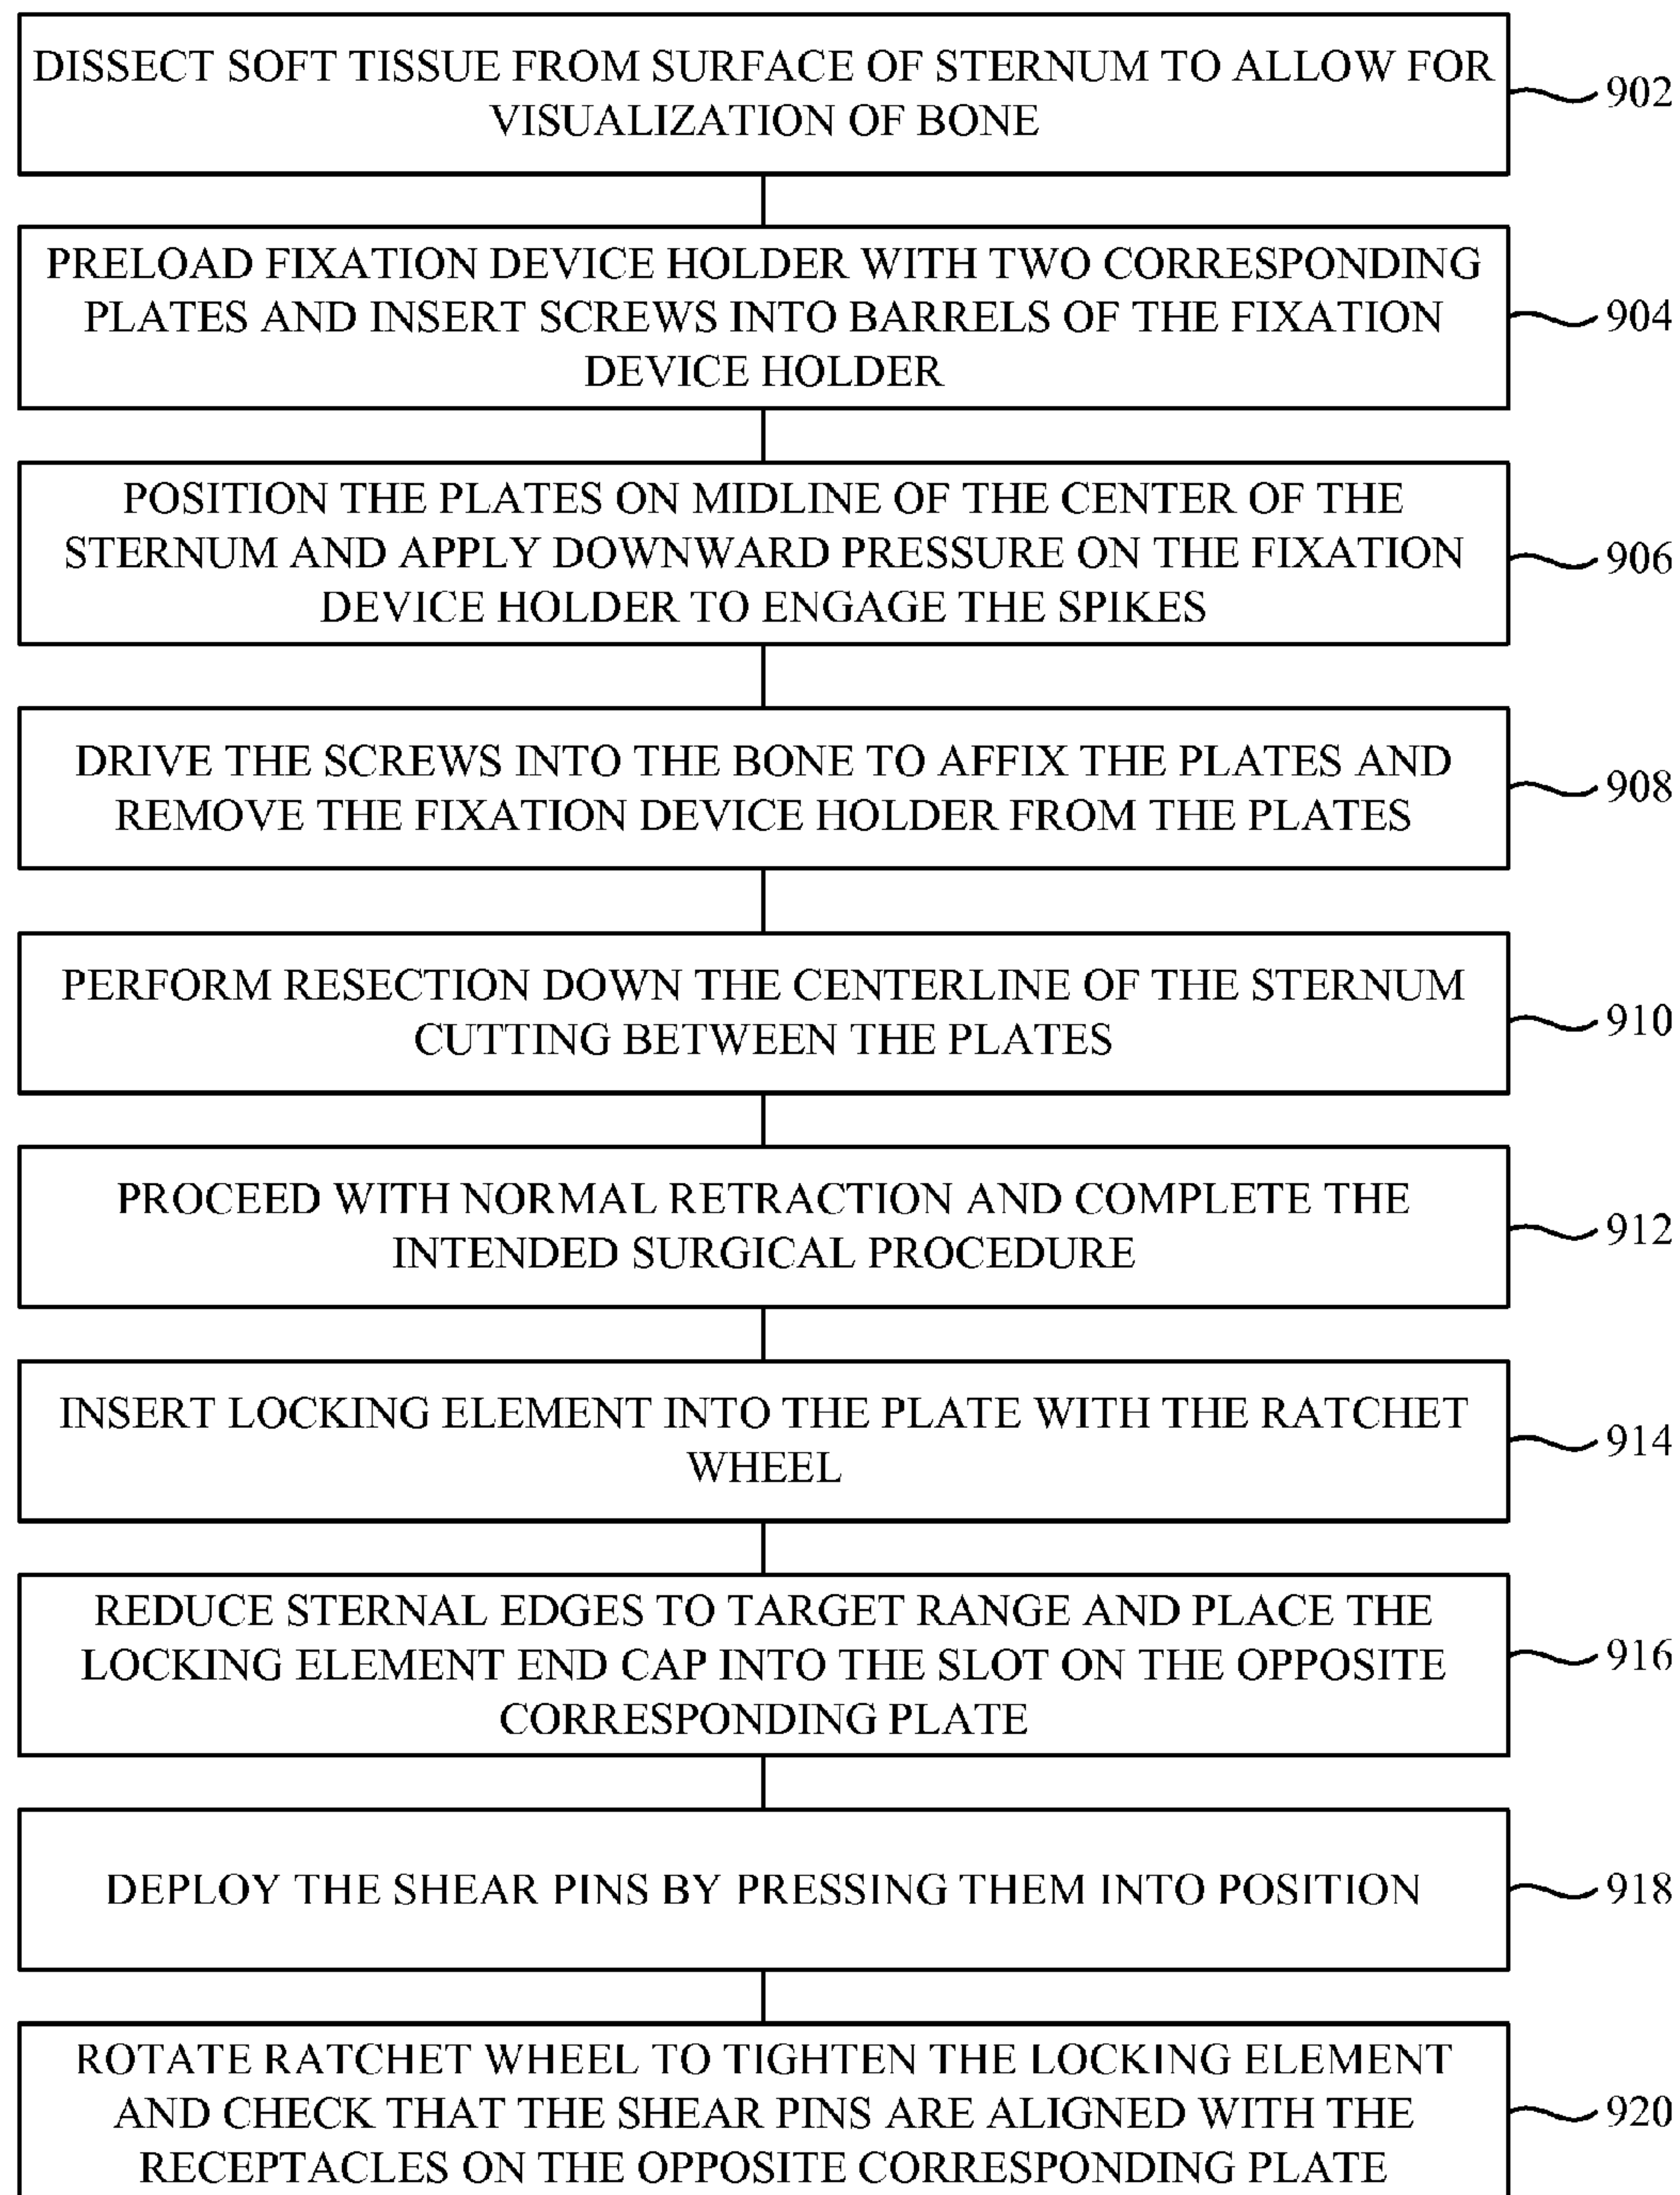 DISSECT SOFT TISSUE FROM SURFACE OF STERNUM TO ALLOW FOR
VISUALIZATION OF BONE
902
PRELOAD FIXATION DEVICE HOLDER WITH TWO CORRESPONDING
PLATES AND INSERT SCREWS INTO BARRELS OF THE FIXATION
DEVICE HOLDER
904
POSITION THE PLATES ON MIDLINE OF THE CENTER OF THE
STERNUM AND APPLY DOWNWARD PRESSURE ON THE FIXATION
DEVICE HOLDER TO ENGAGE THE SPIKES
906
DRIVE THE SCREWS INTO THE BONE TO AFFIX THE PLATES AND
REMOVE THE FIXATION DEVICE HOLDER FROM THE PLATES
908
PERFORM RESECTION DOWN THE CENTERLINE OF THE STERNUM
CUTTING BETWEEN THE PLATES
910
PROCEED WITH NORMAL RETRACTION AND COMPLETE THE
INTENDED SURGICAL PROCEDURE
912
INSERT LOCKING ELEMENT INTO THE PLATE WITH THE RATCHET
WHEEL
914
REDUCE STERNAL EDGES TO TARGET RANGE AND PLACE THE
LOCKING ELEMENT END CAP INTO THE SLOT ON THE OPPOSITE
CORRESPONDING PLATE
916
DEPLOY THE SHEAR PINS BY PRESSING THEM INTO POSITION
918
ROTATE RATCHET WHEEL TO TIGHTEN THE LOCKING ELEMENT
AND CHECK THAT THE SHEAR PINS ARE ALIGNED WITH THE
RECEPTACLES ON THE OPPOSITE CORRESPONDING PLATE
920